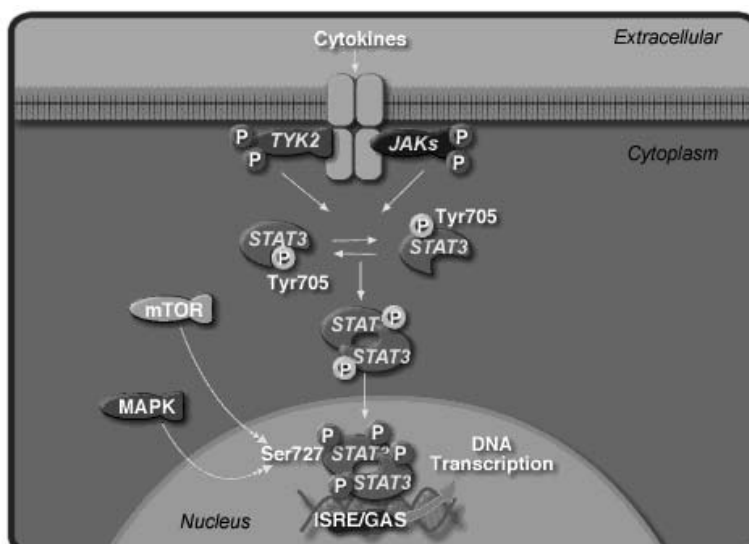 Cytokines
Extracellular
P
TYK2
P
JAKs
P
P
Cytoplasm
STAT3
P
Tyr705
Tyr705
P
STAT3
mTOR
STAT
P
STAT3
P
MAPK
Ser727
P
P
STAT3
P
STAT3
P
DNA
Transcription
ISRE/GAS
Nucleus